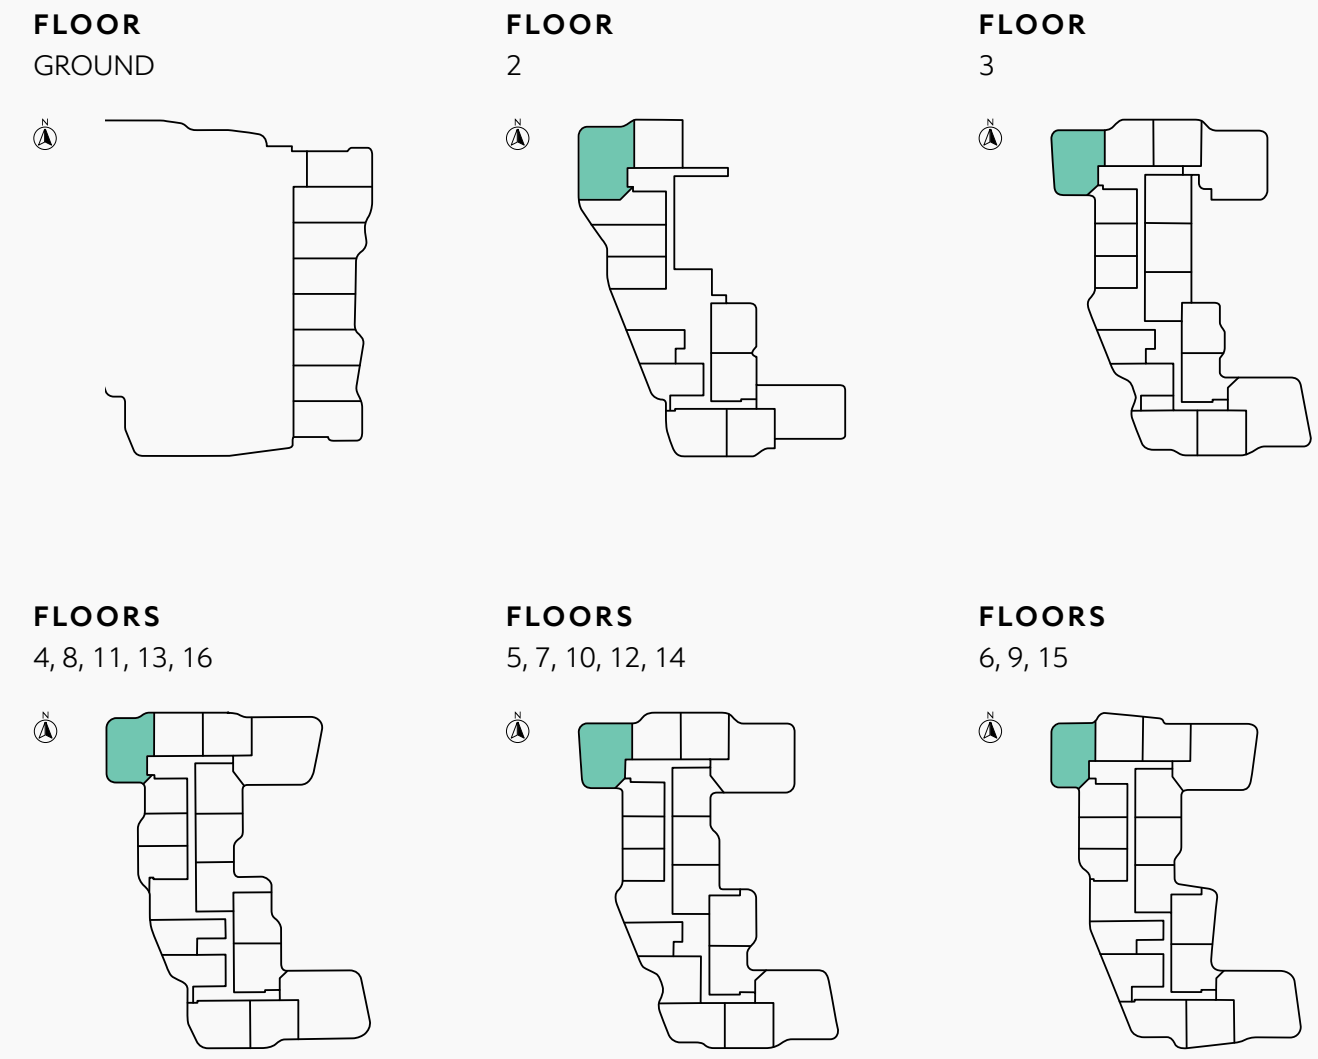 FLOOR
GROUND
N
FLOOR
2
N
FLOOR
3
N
FLOORS
4, 8, 11, 13, 16
N
FLOORS
5, 7, 10, 12, 14
N
FLOORS
6, 9, 15
N